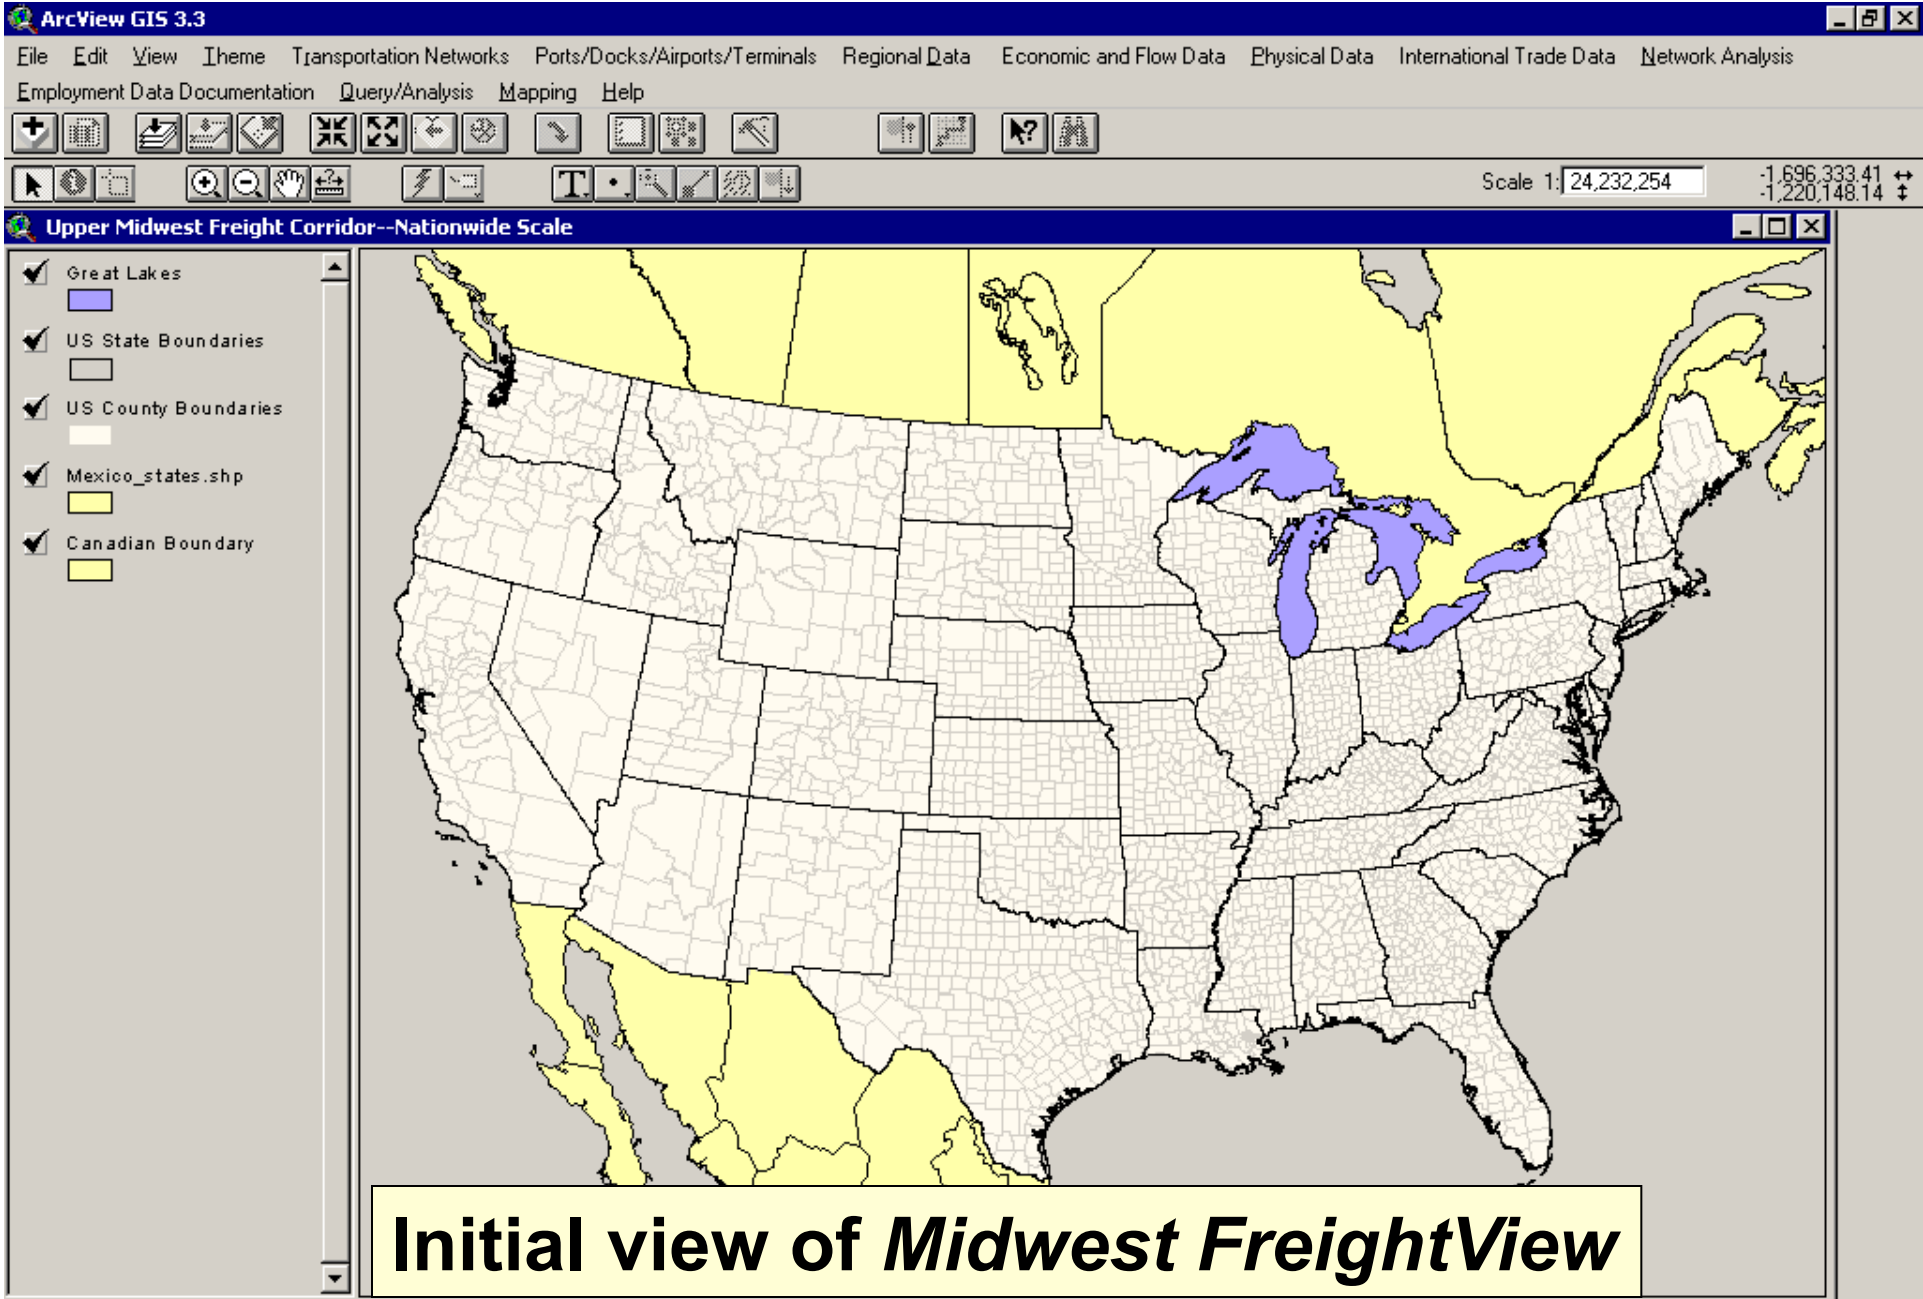 ArcView GIS 3.3
File Edit View Theme Transportation Networks Ports/Docks/Airports/Terminals Regional Data Economic and Flow Data Physical Data International Trade Data Network Analysis
Employment Data Documentation Query/Analysis Mapping Help
Scale 1: 24,232,254
-1,696,333.41
-1,220,148.14
Upper Midwest Freight Corridor--Nationwide Scale
Great Lakes
US State Boundaries
US County Boundaries
Mexico_states.shp
Canadian Boundary
Initial view of Midwest FreightView